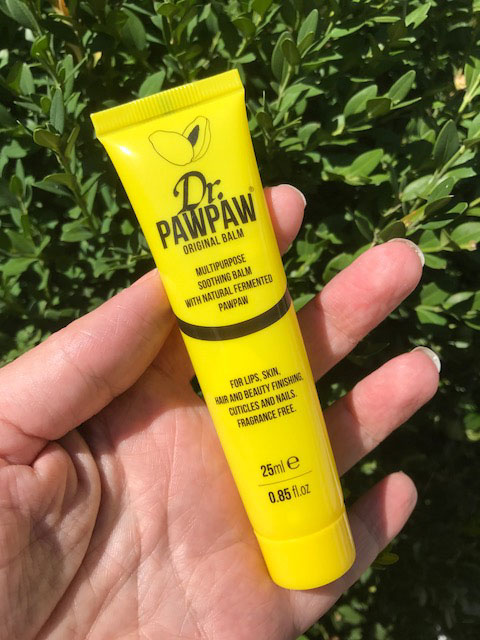 Dr.
PAWPAW®
ORIGINAL BALM
MULTIPURPOSE
SOOTHING BALM
WITH NATURAL FERMENTED
PAWPAW
FOR LIPS, SKIN,
HAIR AND BEAUTY FINISHING,
CUTICLES AND NAILS.
FRAGRANCE FREE.
25ml ℮
0.85 fl.oz